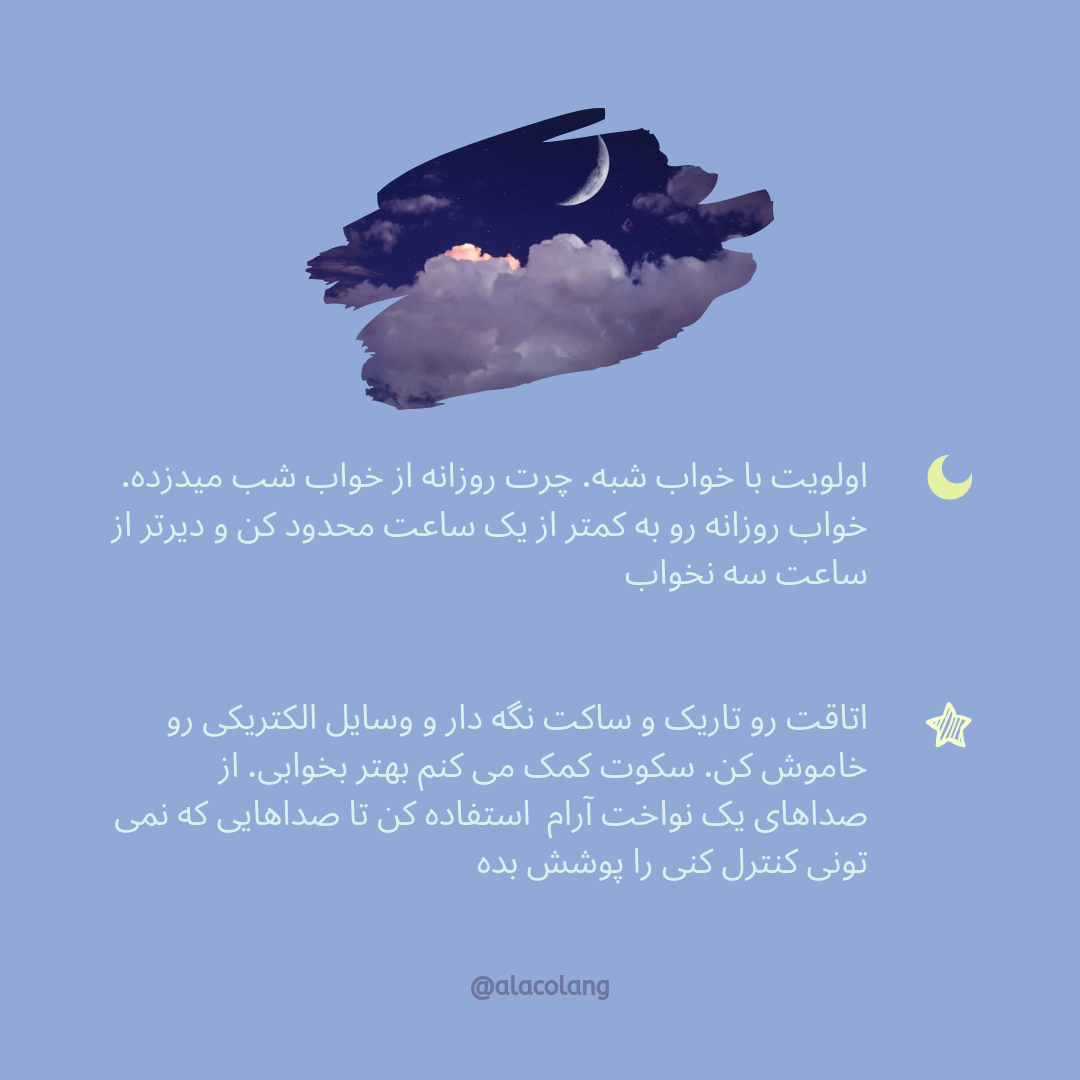 اولویت با خواب شبه. چرت روزانه از خواب شب میدزده.
خواب روزانه رو به کمتر از یک ساعت محدود کن و دیرتر از
ساعت سه نخواب
اتاقت رو تاریک و ساکت نگه دار و وسایل الکتریکی رو
خاموش کن. سکوت کمک می کنم بهتر بخوابی. از
صداهای یک نواخت آرام  استفاده کن تا صداهایی که نمی
تونی کنترل کنی را پوشش بده
@alacolang